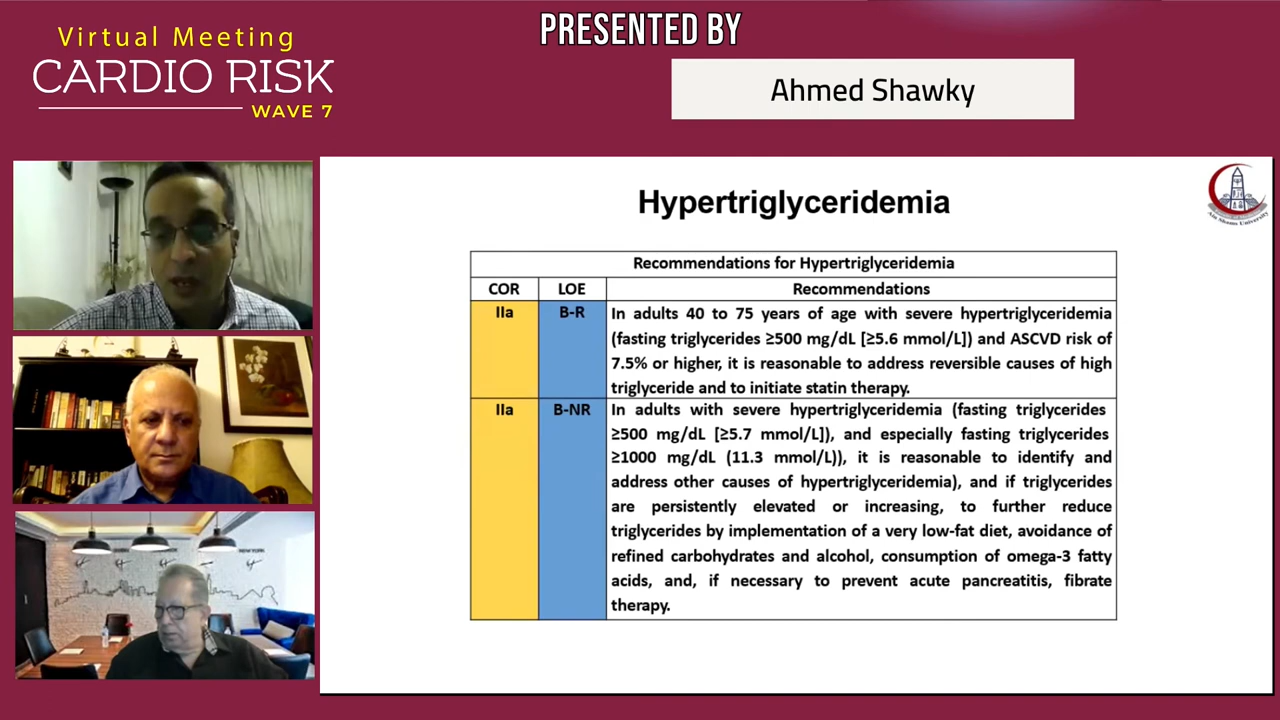 Virtual Meeting
CARDIO RISK
WAVE 7
PRESENTED BY
Ahmed Shawky
Hypertriglyceridemia
Ain Shams University
Recommendations for Hypertriglyceridemia
COR LOE Recommendations
IIa B-R In adults 40 to 75 years of age with severe hypertriglyceridemia
(fasting triglycerides ≥500 mg/dL [≥5.6 mmol/L]) and ASCVD risk of
7.5% or higher, it is reasonable to address reversible causes of high
triglyceride and to initiate statin therapy.
IIa B-NR In adults with severe hypertriglyceridemia (fasting triglycerides
≥500 mg/dL [≥5.7 mmol/L]), and especially fasting triglycerides
≥1000 mg/dL (11.3 mmol/L)), it is reasonable to identify and
address other causes of hypertriglyceridemia), and if triglycerides
are persistently elevated or increasing, to further reduce
triglycerides by implementation of a very low-fat diet, avoidance of
refined carbohydrates and alcohol, consumption of omega-3 fatty
acids, and, if necessary to prevent acute pancreatitis, fibrate
therapy.